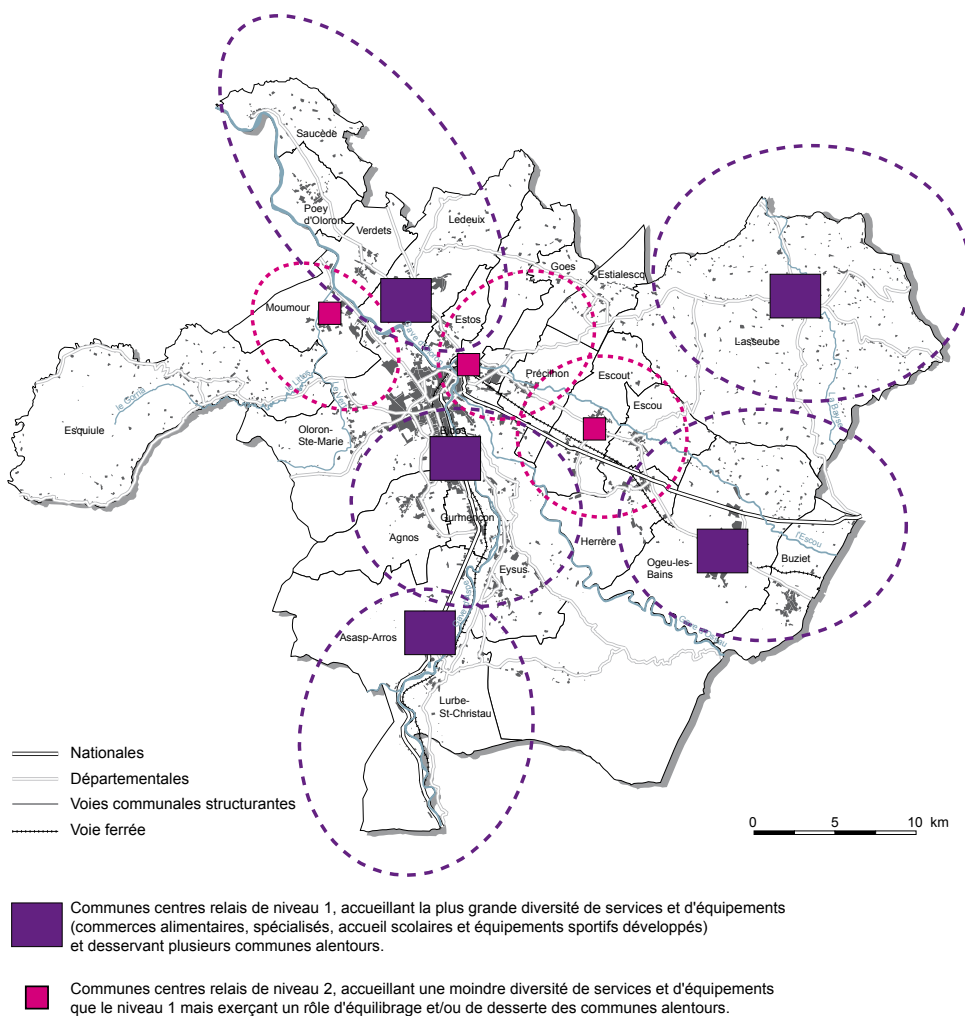 Saucède
Poey
d'Oloron
Verdets
Ledeuix
Goes
Estialescq
Moumour
Estos
Lasseube
Précilhon
Escout
Escou
Esquiule
Oloron-
Ste-Marie
Bidos
Gurmençon
Agnos
Herrère
l'Escou
Ogeu-les-
Bains
Buziet
Eysus
Asasp-Arros
Lurbe-
St-Christau
Nationales
Départementales
Voies communales structurantes
Voie ferrée
0 5 10 km
Communes centres relais de niveau 1, accueillant la plus grande diversité de services et d'équipements
(commerces alimentaires, spécialisés, accueil scolaires et équipements sportifs développés)
et desservant plusieurs communes alentours.
Communes centres relais de niveau 2, accueillant une moindre diversité de services et d'équipements
que le niveau 1 mais exerçant un rôle d'équilibrage et/ou de desserte des communes alentours.